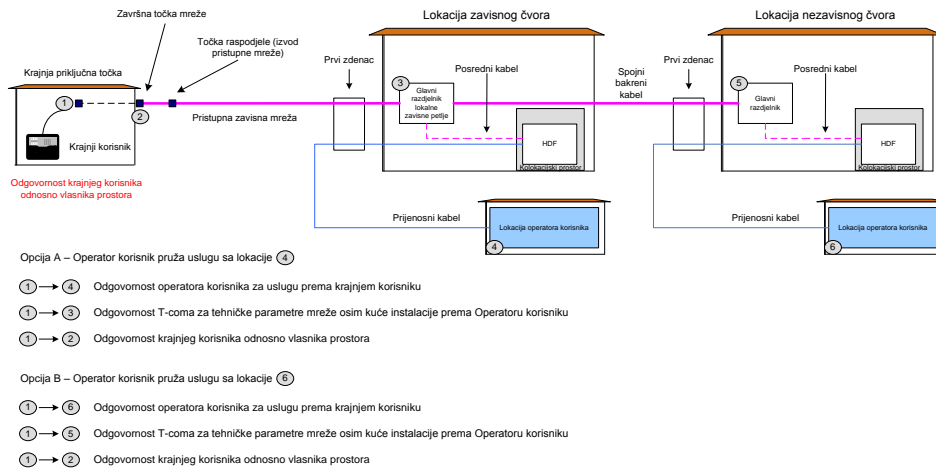 Završna točka mreže
Lokacija zavisnog čvora
Lokacija nezavisnog čvora
Točka raspodjele (izvod
pristupne mreže)
Krajnja priključna točka
Prvi zdenac
Posredni kabel
Spojni
bakreni
kabel
Prvi zdenac
Posredni kabel
1
2
3
Glavni
razdjelnik
lokalne
zavisne petlje
5
Glavni
razdjelnik
Pristupna zavisna mreža
Krajnji korisnik
HDF
Kolokacijski prostor
HDF
Kolokacijski prostor
Odgovornost krajnjeg korisnika
odnosno vlasnika prostora
Prijenosni kabel
Lokacija operatora korisnika
4
Prijenosni kabel
Lokacija operatora korisnika
6
Opcija A – Operator korisnik pruža uslugu sa lokacije 4
1 4 Odgovornost operatora korisnika za uslugu prema krajnjem korisniku
1 3 Odgovornost T-coma za tehničke parametre mreže osim kuće instalacije prema Operatoru korisniku
1 2 Odgovornost krajnjeg korisnika odnosno vlasnika prostora
Opcija B – Operator korisnik pruža uslugu sa lokacije 6
1 6 Odgovornost operatora korisnika za uslugu prema krajnjem korisniku
1 5 Odgovornost T-coma za tehničke parametre mreže osim kuće instalacije prema Operatoru korisniku
1 2 Odgovornost krajnjeg korisnika odnosno vlasnika prostora